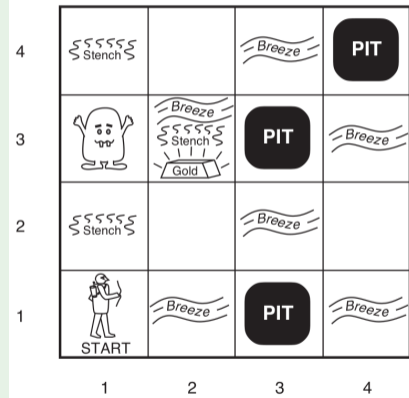 4
Stench
Breeze
PIT
3
Breeze
Stench
Gold
PIT
Breeze
2
Stench
Breeze
1
START
Breeze
PIT
Breeze
1 2 3 4